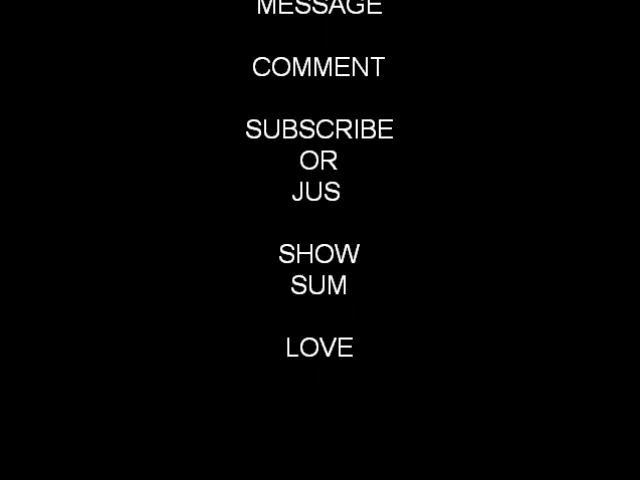 MESSAGE
COMMENT
SUBSCRIBE
OR
JUS
SHOW
SUM
LOVE